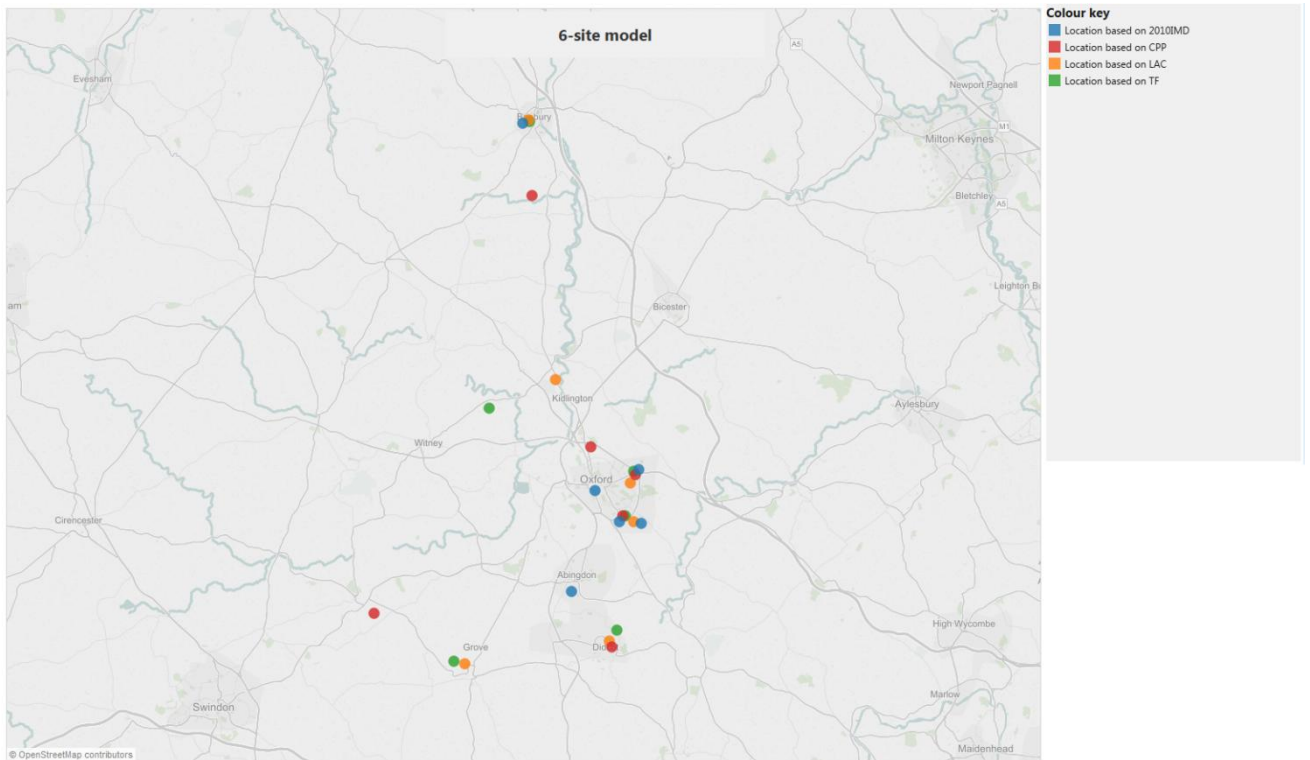 6-site model
Colour key
Location based on 2010IMD
Location based on CPP
Location based on LAC
Location based on TF
A5
Evesham
Newport Pagnell
M1
Milton Keynes
Bletchley
A5
Bicester
am
Kidlington
Aylesbury
Witney
Oxford
Cirencester
Abingdon
High Wycombe
Grove
Marlow
Swindon
Maidenhead
© OpenStreetMap contributors